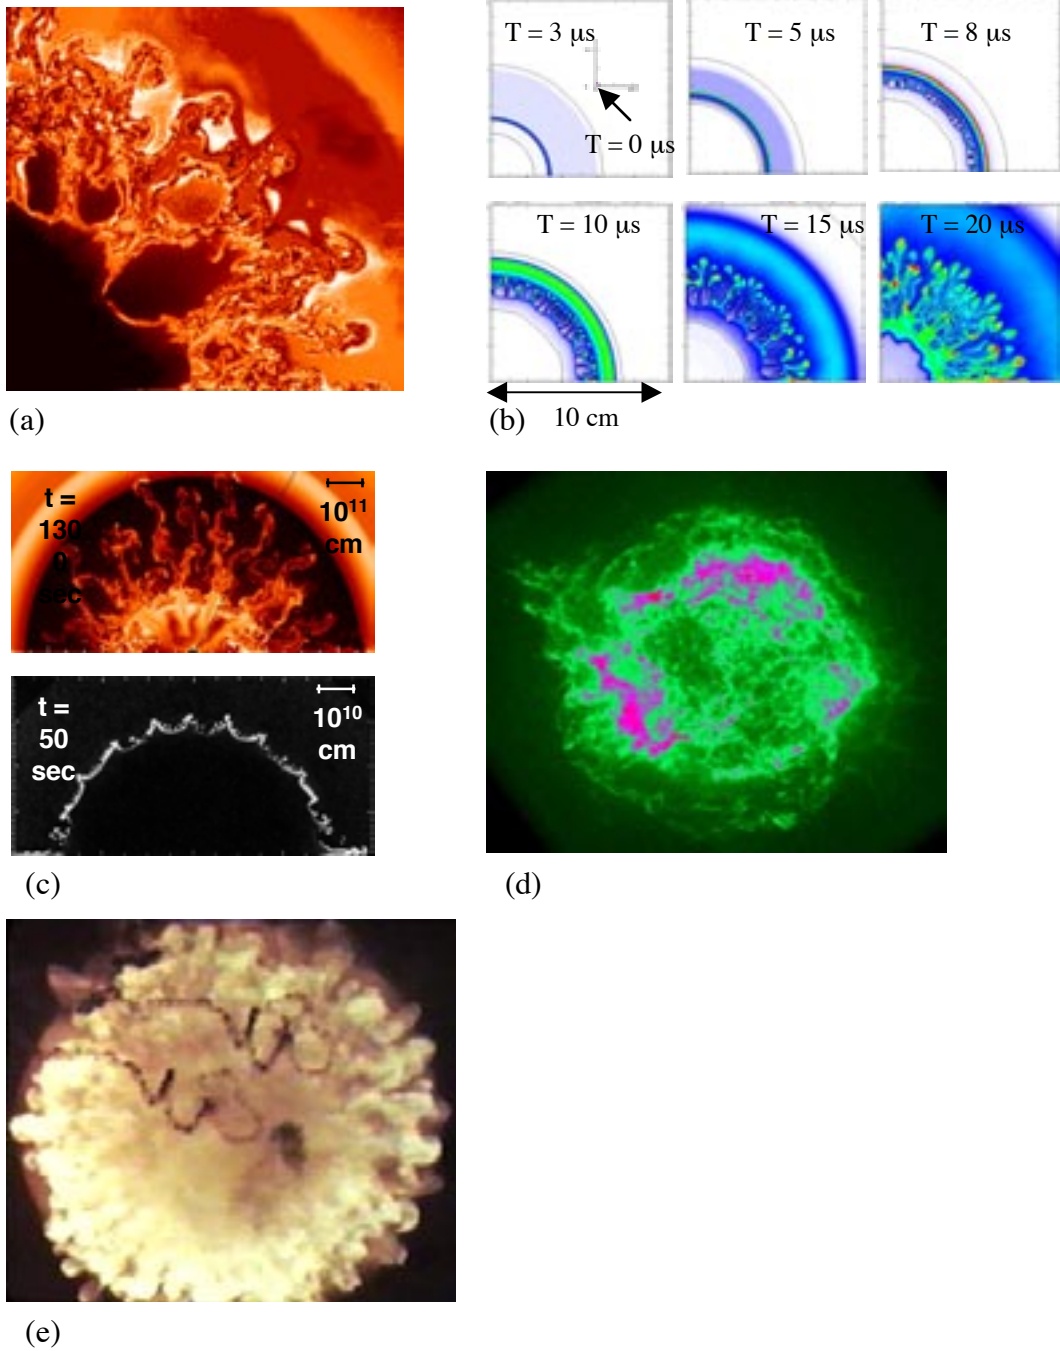 T = 3 μs
T = 5 μs
T = 8 μs
T = 0 μs
T = 10 μs
T = 15 μs
T = 20 μs
(a)
(b)
10 cm
t =
130
0
sec
10¹¹
cm
t =
50
sec
10¹⁰
cm
(c)
(d)
(e)